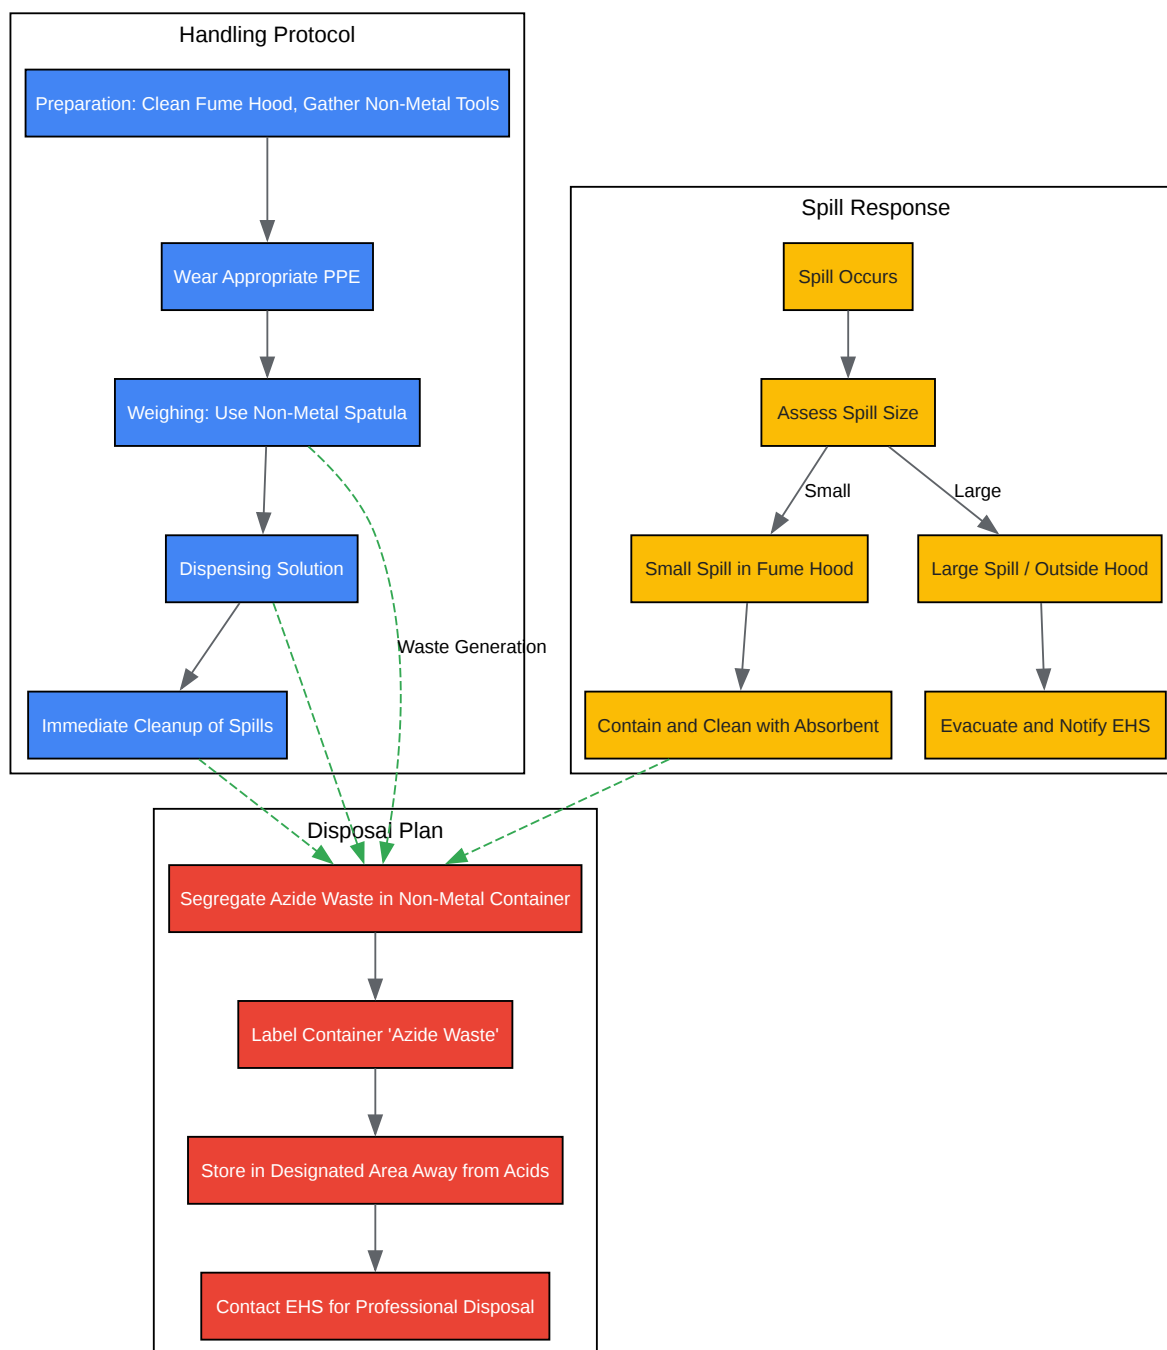 Handling Protocol
Preparation: Clean Fume Hood, Gather Non-Metal Tools
Wear Appropriate PPE
Weighing: Use Non-Metal Spatula
Dispensing Solution
Waste Generation
Immediate Cleanup of Spills
Spill Response
Spill Occurs
Assess Spill Size
Small
Large
Small Spill in Fume Hood
Large Spill / Outside Hood
Contain and Clean with Absorbent
Evacuate and Notify EHS
Disposal Plan
Segregate Azide Waste in Non-Metal Container
Label Container 'Azide Waste'
Store in Designated Area Away from Acids
Contact EHS for Professional Disposal